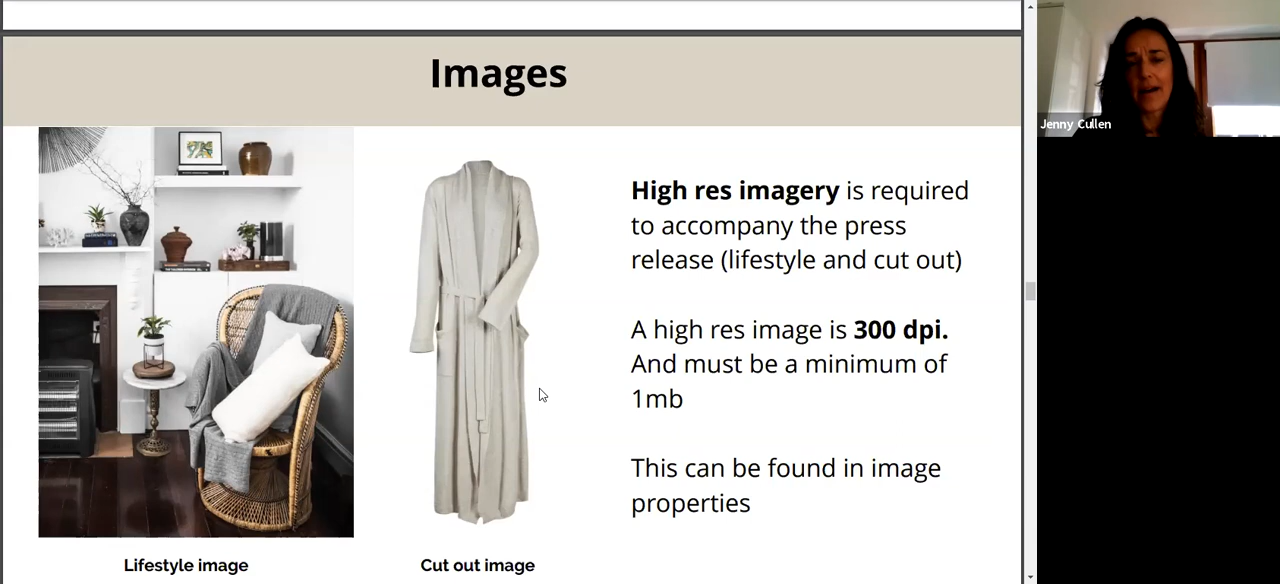 Images
Jenny Cullen
High res imagery is required
to accompany the press
release (lifestyle and cut out)
A high res image is 300 dpi.
And must be a minimum of
1mb
This can be found in image
properties
Lifestyle image
Cut out image